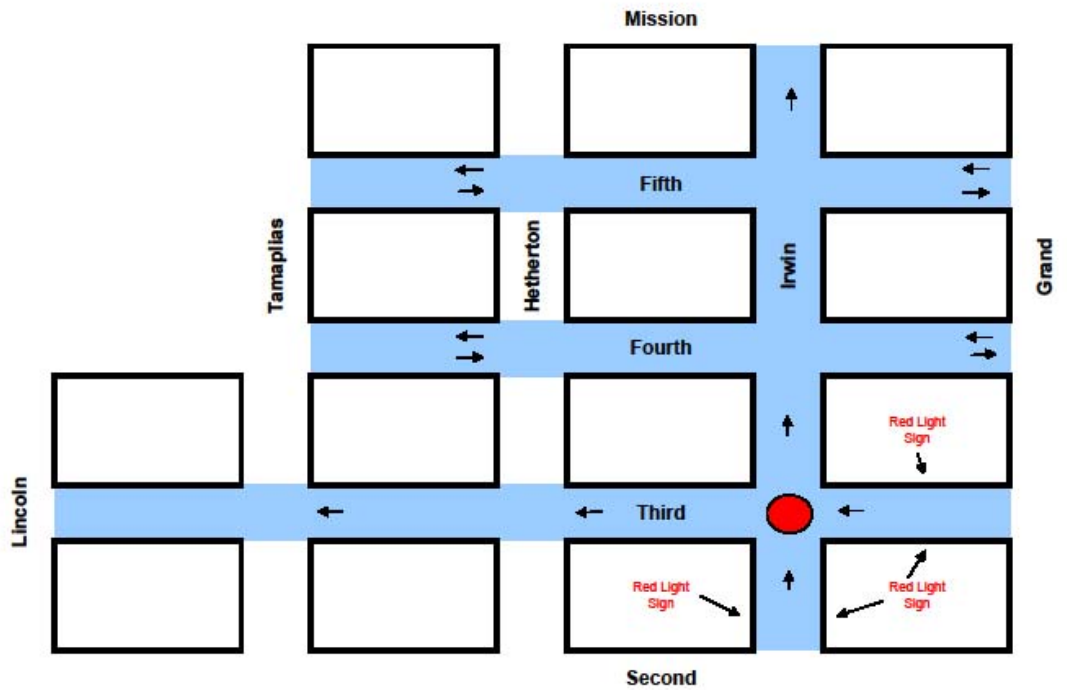 Mission
Fifth
Tamaplias
Hetherton
Irwin
Grand
Fourth
Red Light
Sign
Lincoln
Third
Red Light
Sign
Red Light
Sign
Second